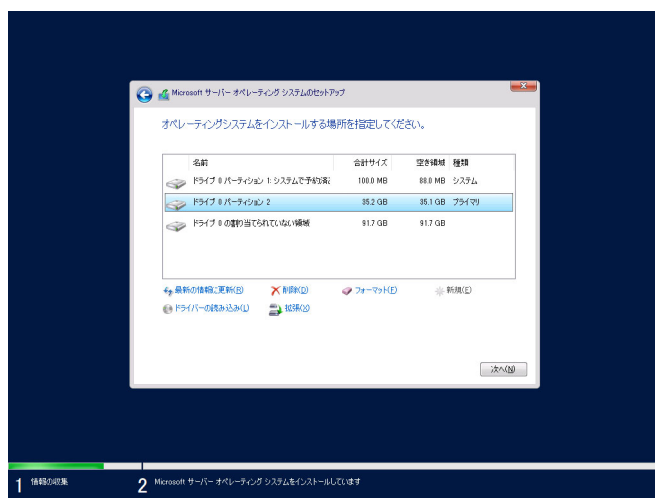 Microsoft サーバー オペレーティング システムのセットアップ
オペレーティングシステムをインストールする場所を指定してください。
名前 合計サイズ 空き領域 種類
ドライブ 0 パーティション 1: システムで予約済 100.0 MB 88.0 MB システム
ドライブ 0 パーティション 2 35.2 GB 35.1 GB プライマリ
ドライブ 0 の割り当てられていない領域 91.7 GB 91.7 GB
最新の情報に更新(R) 削除(D) フォーマット(F) 新規(E)
ドライバーの読み込み(L) 拡張(X)
次へ(N)
1 情報の収集 2 Microsoft サーバー オペレーティング システムをインストールしています